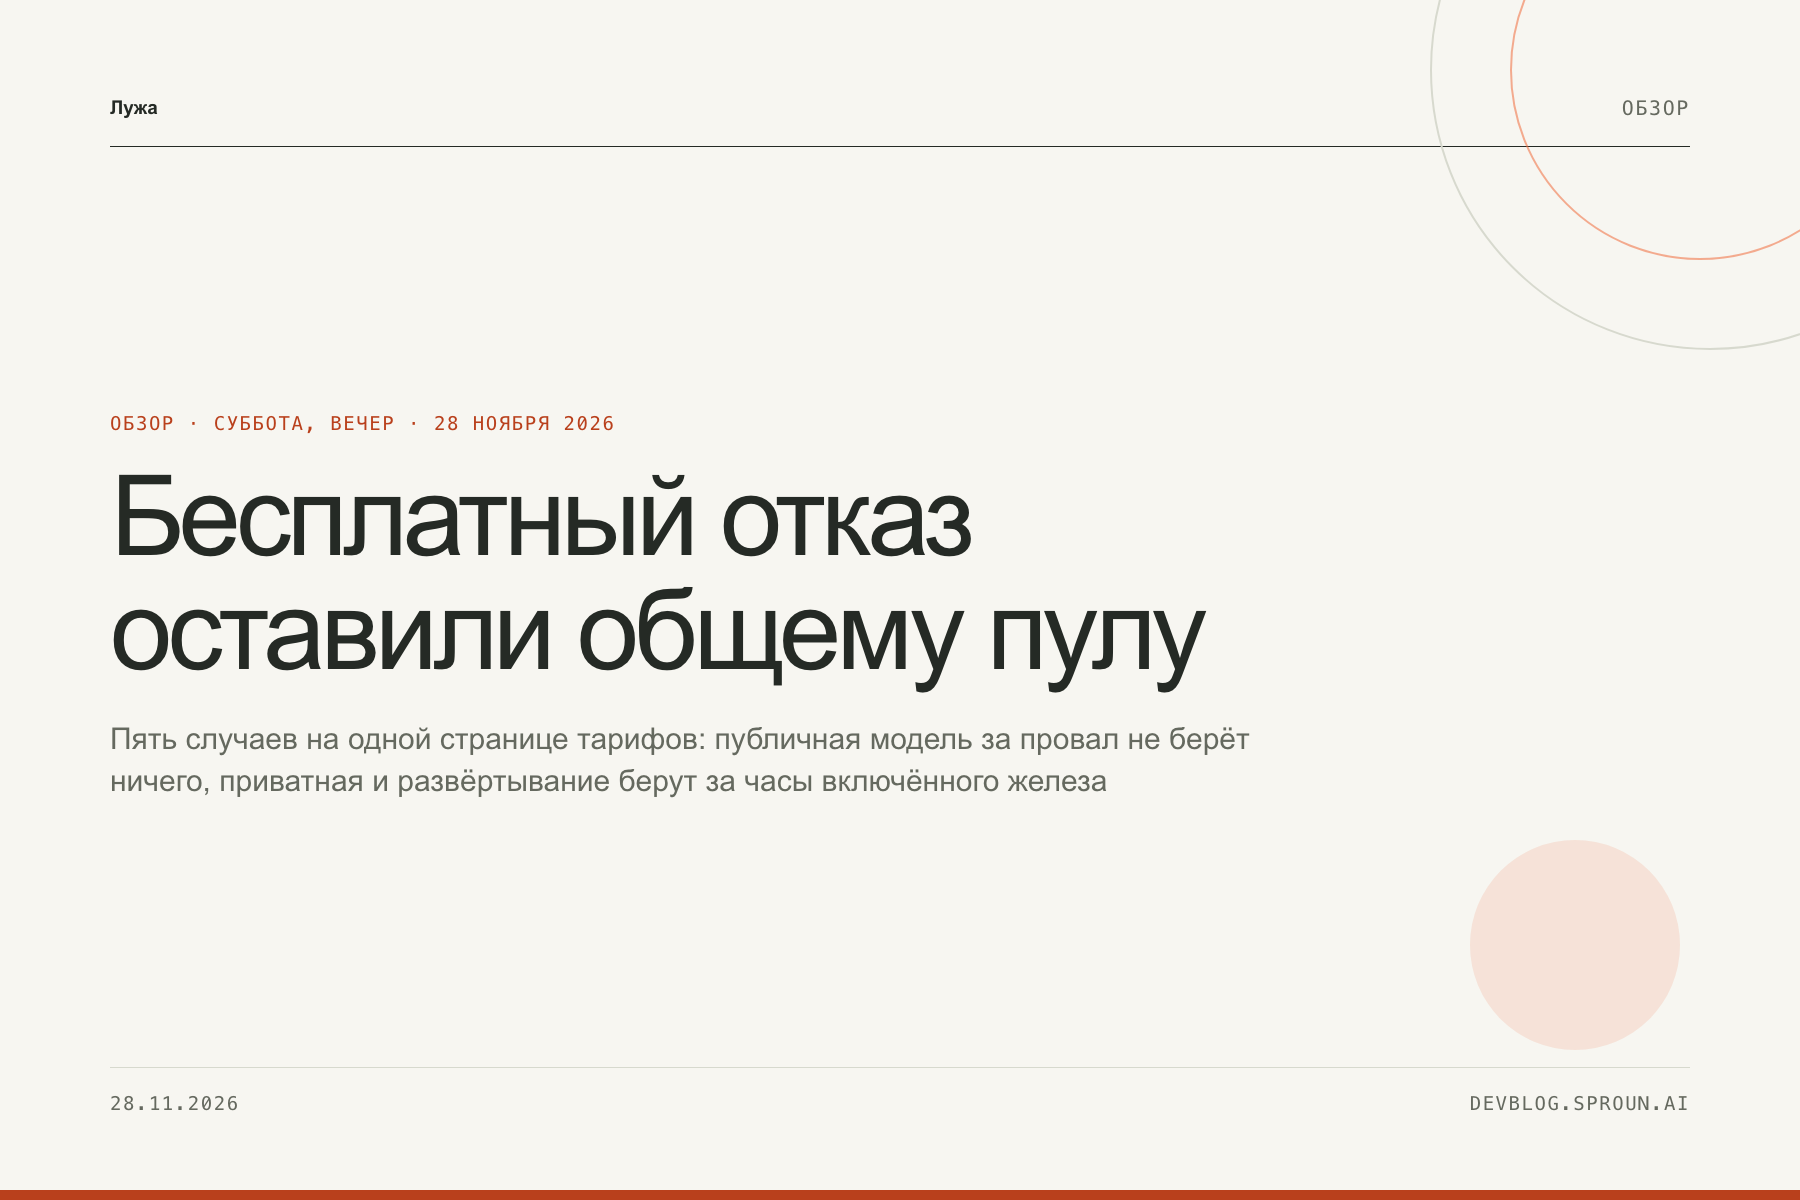 Лужа
ОБЗОР
ОБЗОР · СУББОТА, ВЕЧЕР · 28 НОЯБРЯ 2026
Бесплатный отказ
оставили общему пулу
Пять случаев на одной странице тарифов: публичная модель за провал не берёт
ничего, приватная и развёртывание берут за часы включённого железа
28.11.2026
DEVBLOG.SPROUN.AI